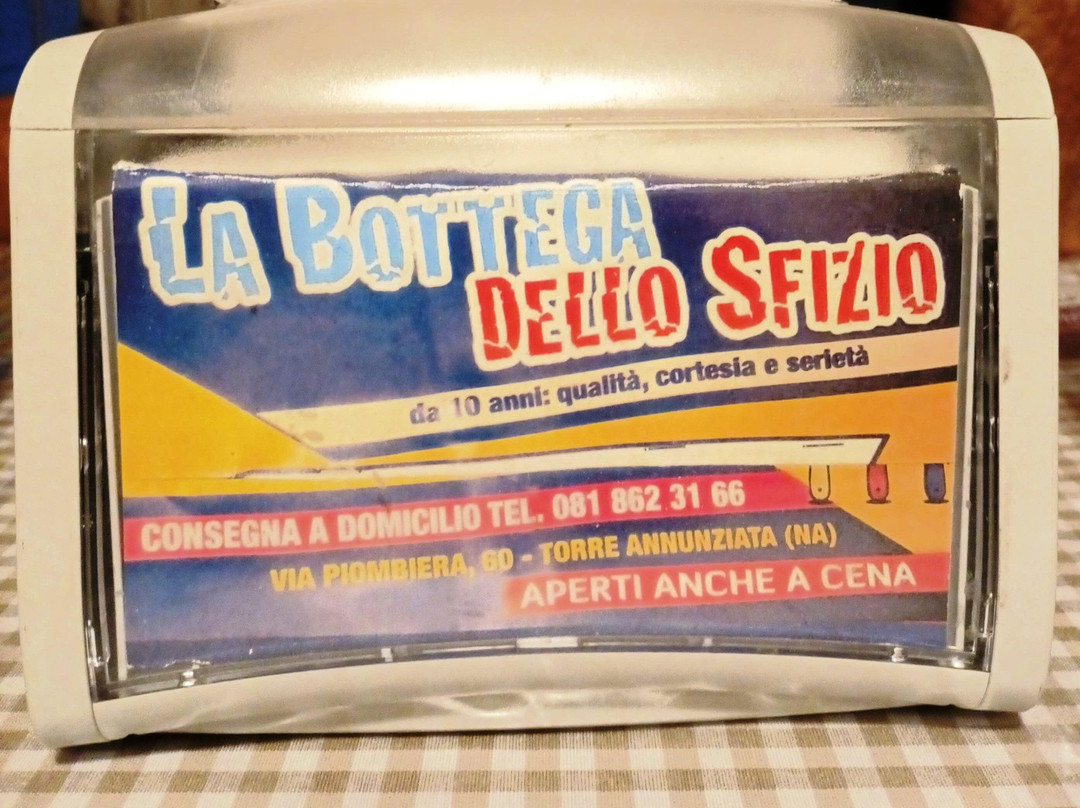 LA BOTTEGA
DELLO SFIZIO
da 10 anni: qualità, cortesia e serietà
CONSEGNA A DOMICILIO TEL. 081 862 31 66
VIA PIOMBIERA, 60 - TORRE ANNUNZIATA (NA)
APERTI ANCHE A CENA